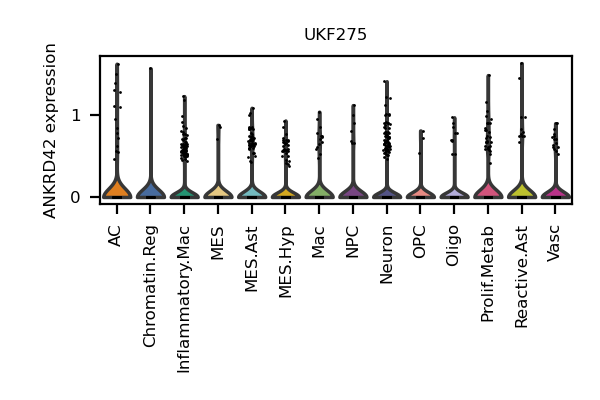 UKF275
ANKRD42 expression
1
0
AC
Chromatin.Reg
Inflammatory.Mac
MES
MES.Ast
MES.Hyp
Mac
NPC
Neuron
OPC
Oligo
Prolif.Metab
Reactive.Ast
Vasc